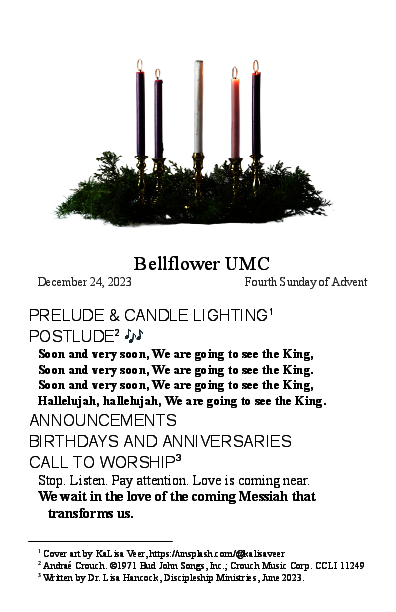 Bellflower UMC
December 24, 2023 Fourth Sunday of Advent
PRELUDE & CANDLE LIGHTING¹
POSTLUDE² 🎶
Soon and very soon, We are going to see the King,
Soon and very soon, We are going to see the King.
Soon and very soon, We are going to see the King,
Hallelujah, hallelujah, We are going to see the King.
ANNOUNCEMENTS
BIRTHDAYS AND ANNIVERSARIES
CALL TO WORSHIP³
Stop. Listen. Pay attention. Love is coming near.
We wait in the love of the coming Messiah that
transforms us.
¹ Cover art by KaLisa Veer, https://unsplash.com/@kalisaveer
² Andraé Crouch. ©1971 Bud John Songs, Inc.; Crouch Music Corp. CCLI 11249
³ Written by Dr. Lisa Hancock, Discipleship Ministries, June 2023.